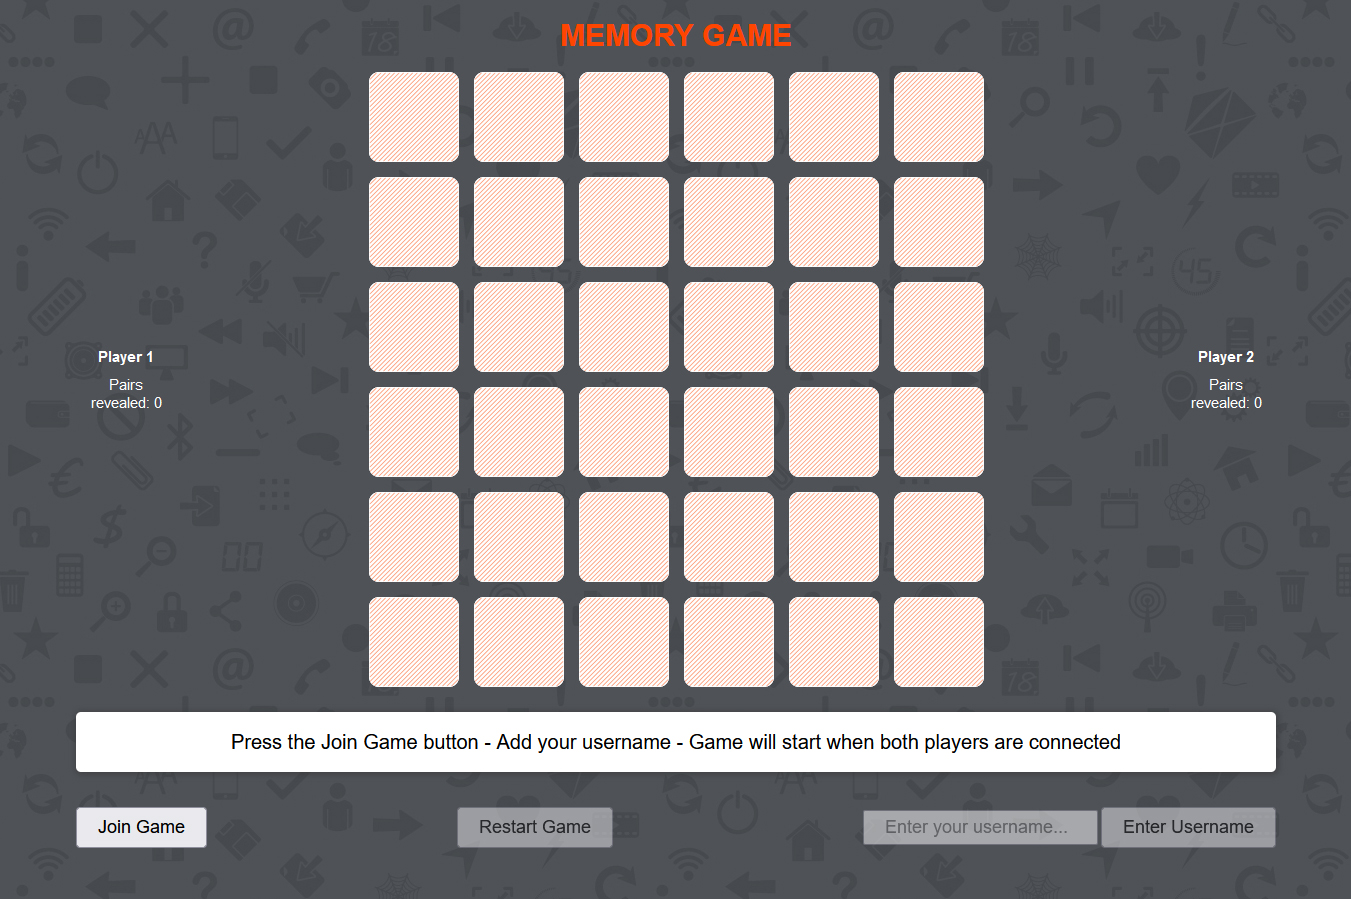 MEMORY GAME
Player 1
Pairs
revealed: 0
Player 2
Pairs
revealed: 0
Press the Join Game button - Add your username - Game will start when both players are connected
Join Game
Restart Game
Enter your username...
Enter Username